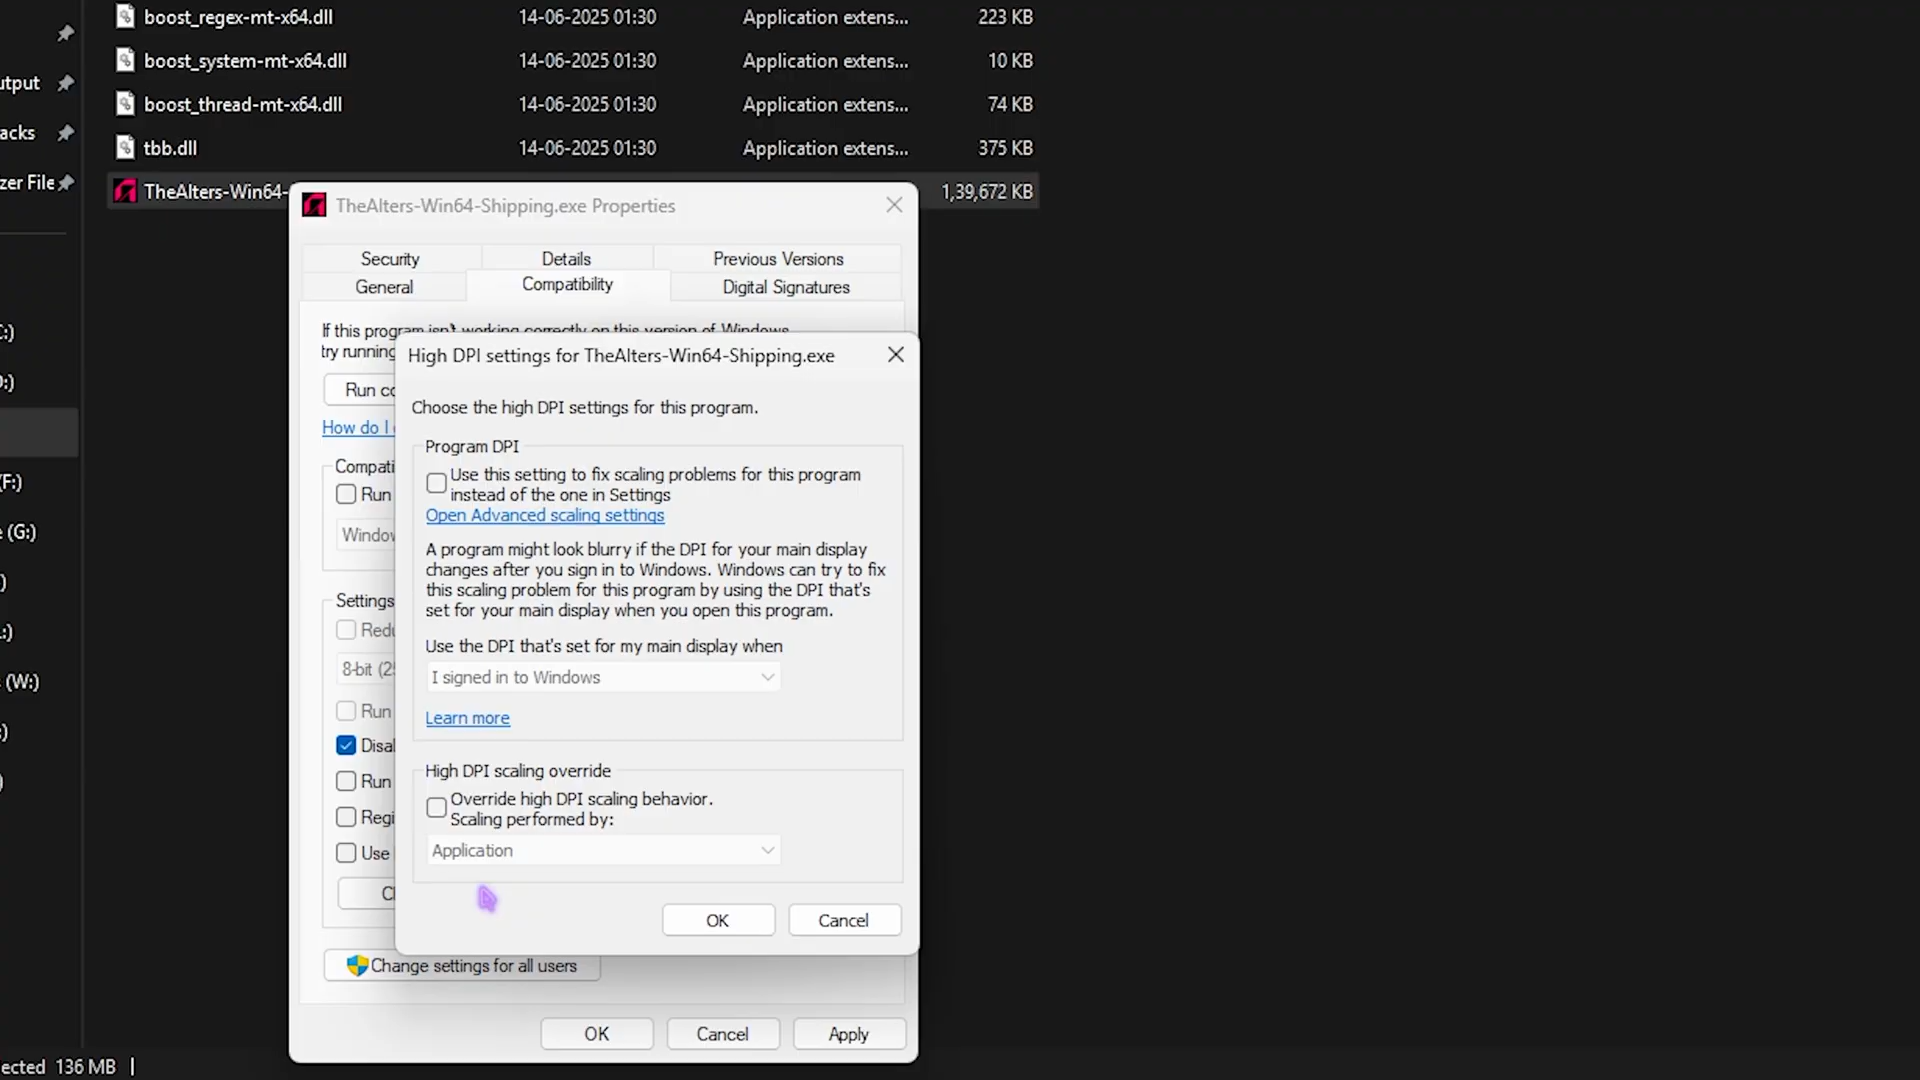 boost_regex-mt-x64.dll 14-06-2025 01:30 Application extens... 223 KB
boost_system-mt-x64.dll 14-06-2025 01:30 Application extens... 10 KB
utput
boost_thread-mt-x64.dll 14-06-2025 01:30 Application extens... 74 KB
acks
tbb.dll 14-06-2025 01:30 Application extens... 375 KB
zer File
TheAlters-Win64- 1,39,672 KB
TheAlters-Win64-Shipping.exe Properties
Security Details Previous Versions
General Compatibility Digital Signatures
If this program isn't working correctly on this version of Windows,
try running
:)
High DPI settings for TheAlters-Win64-Shipping.exe
:)
Run co
Choose the high DPI settings for this program.
How do I
Program DPI
Compati
Use this setting to fix scaling problems for this program
instead of the one in Settings
Run
(F:)
Open Advanced scaling settings
Window
(G:)
A program might look blurry if the DPI for your main display
changes after you sign in to Windows. Windows can try to fix
this scaling problem for this program by using the DPI that's
set for your main display when you open this program.
)
Settings
Redu
:)
Use the DPI that's set for my main display when
8-bit (25
I signed in to Windows
(W:)
Run
Learn more
:)
Disal
High DPI scaling override
Run
)
Override high DPI scaling behavior.
Scaling performed by:
Regi
Use
Application
Cl
OK Cancel
Change settings for all users
OK Cancel Apply
ected 136 MB